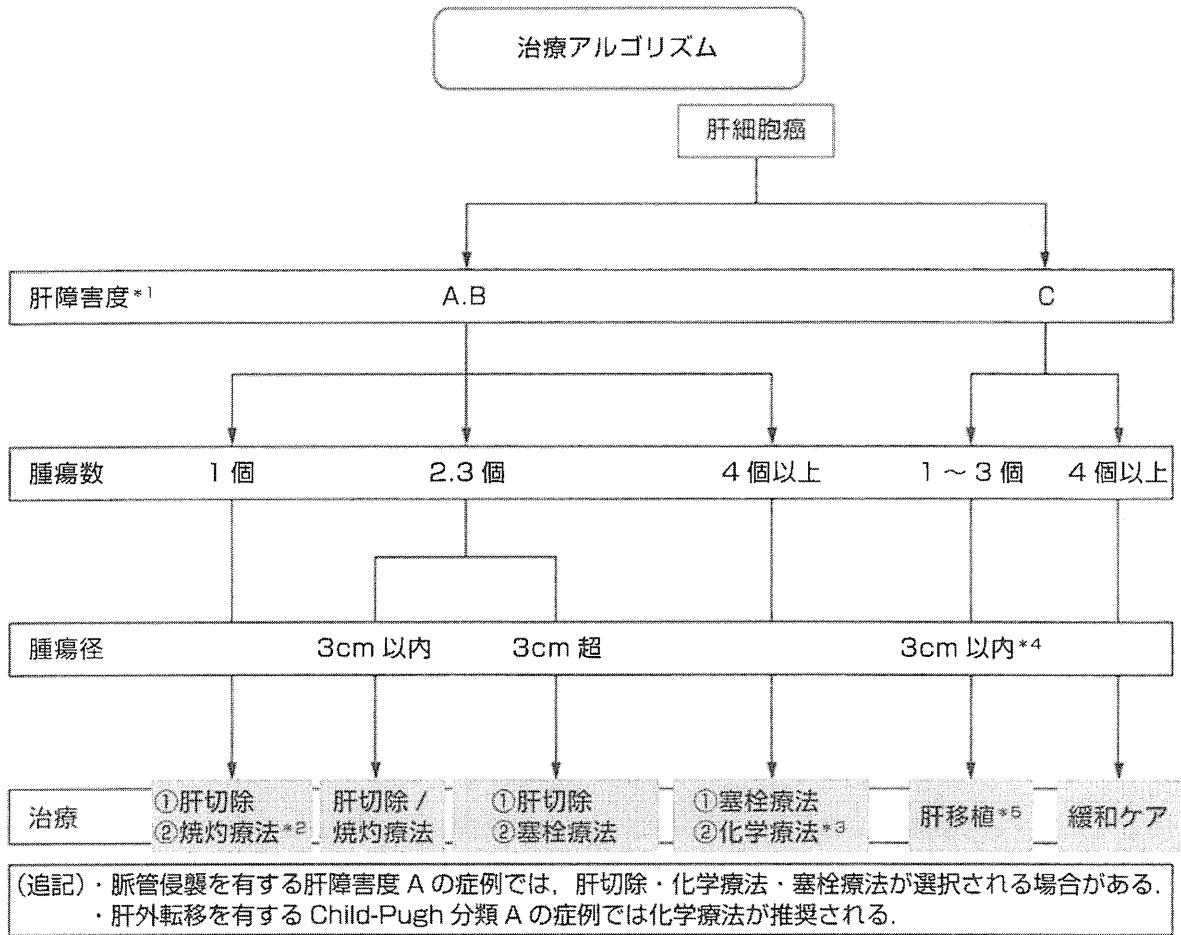 治療アルゴリズム
肝細胞癌
肝障害度*1 A.B C
腫瘍数 1個 2.3個 4個以上 1～3個 4個以上
腫瘍径 3cm以内 3cm超 3cm以内*4
治療 ①肝切除 ②焼灼療法*2 肝切除/焼灼療法 ①肝切除 ②塞栓療法 ①塞栓療法 ②化学療法*3 肝移植*5 緩和ケア
(追記)・脈管侵襲を有する肝障害度Aの症例では，肝切除・化学療法・塞栓療法が選択される場合がある．
・肝外転移を有するChild-Pugh分類Aの症例では化学療法が推奨される．